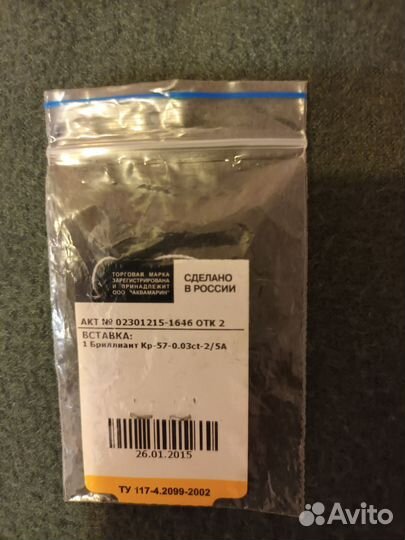 ТОРГОВАЯ МАРКА
ЗАРЕГИСТРИРОВАНА
И ПРИНАДЛЕЖИТ
ООО "АКВАМАРИН"
СДЕЛАНО
В РОССИИ
АКТ № 02301215-1646 ОТК 2
ВСТАВКА:
1 Бриллиант Кр-57-0.03ct-2/5А
26.01.2015
ТУ 117-4.2099-2002
Avito